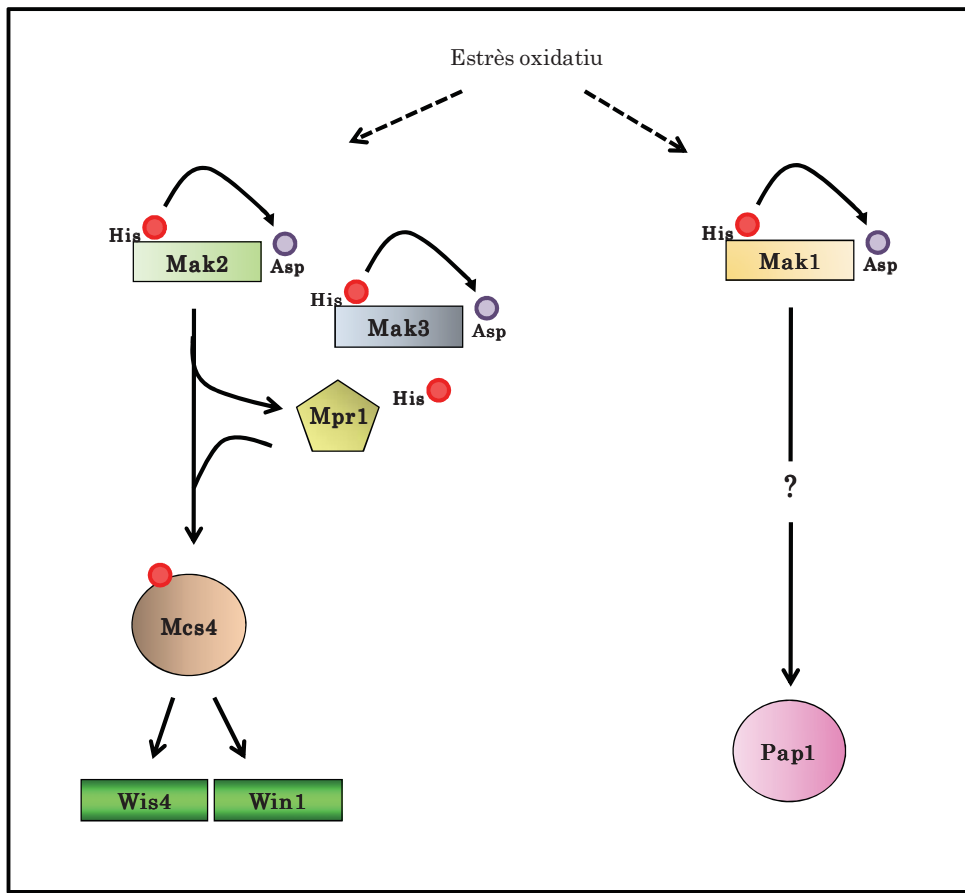 Estrès oxidatiu
His
Mak2
Asp
His
Mak3
Asp
His
Mak1
Asp
Mpr1
His
?
Mcs4
Pap1
Wis4
Win1